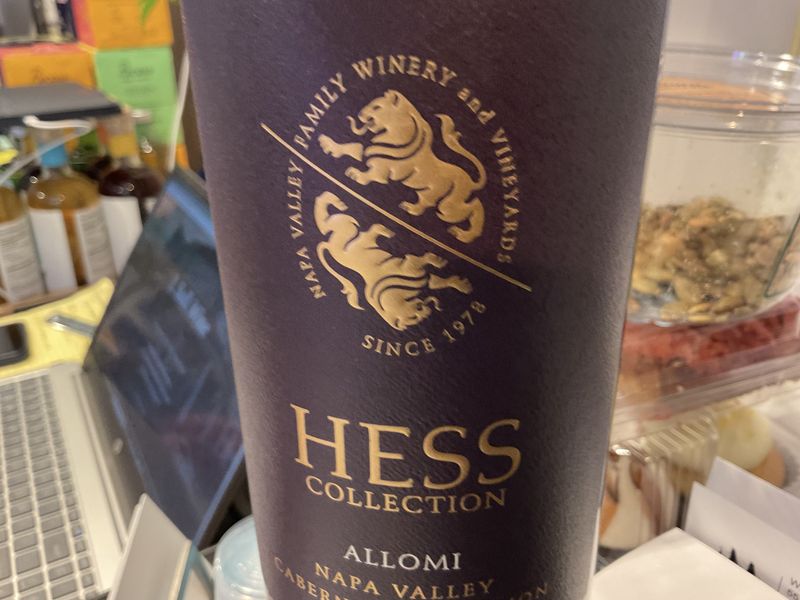 NAPA VALLEY FAMILY WINERY and VINEYARDS
SINCE 1978
HESS
COLLECTION
ALLOMI
NAPA VALLEY